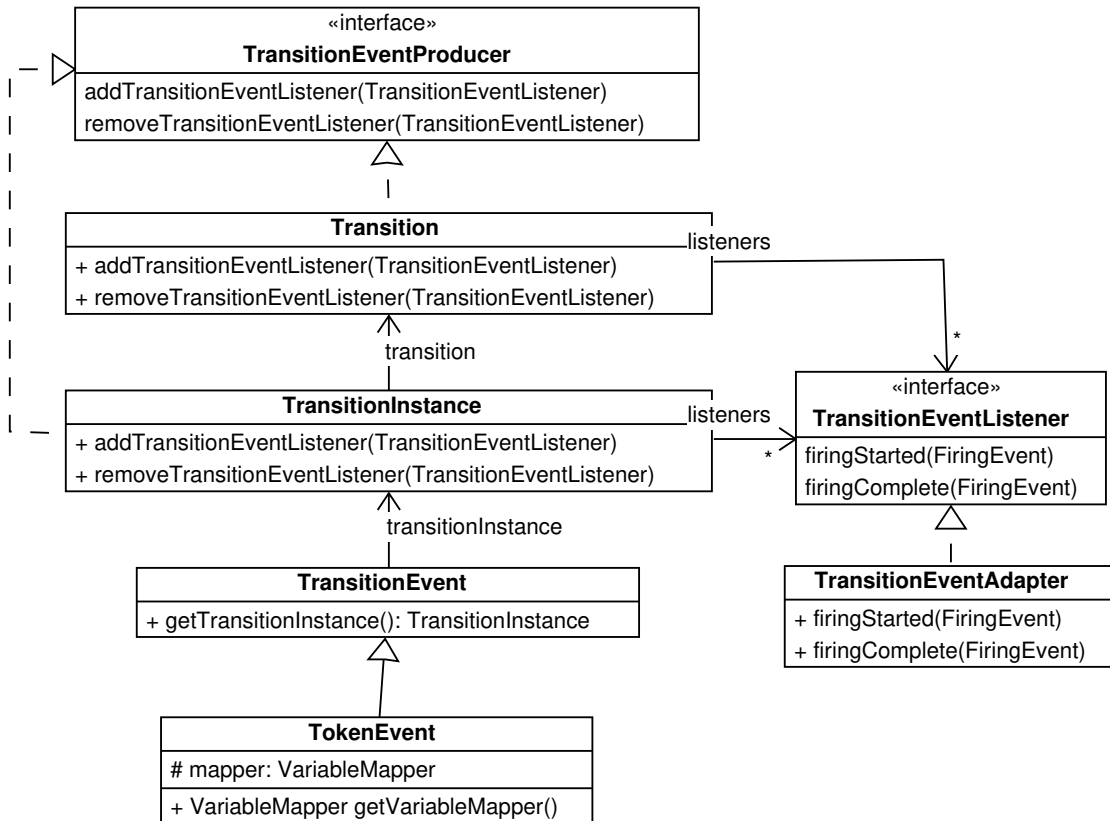 «interface»
TransitionEventProducer
addTransitionEventListener(TransitionEventListener)
removeTransitionEventListener(TransitionEventListener)
Transition
+ addTransitionEventListener(TransitionEventListener)
+ removeTransitionEventListener(TransitionEventListener)
listeners
*
transition
TransitionInstance
+ addTransitionEventListener(TransitionEventListener)
+ removeTransitionEventListener(TransitionEventListener)
listeners
*
«interface»
TransitionEventListener
firingStarted(FiringEvent)
firingComplete(FiringEvent)
transitionInstance
TransitionEvent
+ getTransitionInstance(): TransitionInstance
TransitionEventAdapter
+ firingStarted(FiringEvent)
+ firingComplete(FiringEvent)
TokenEvent
# mapper: VariableMapper
+ VariableMapper getVariableMapper()